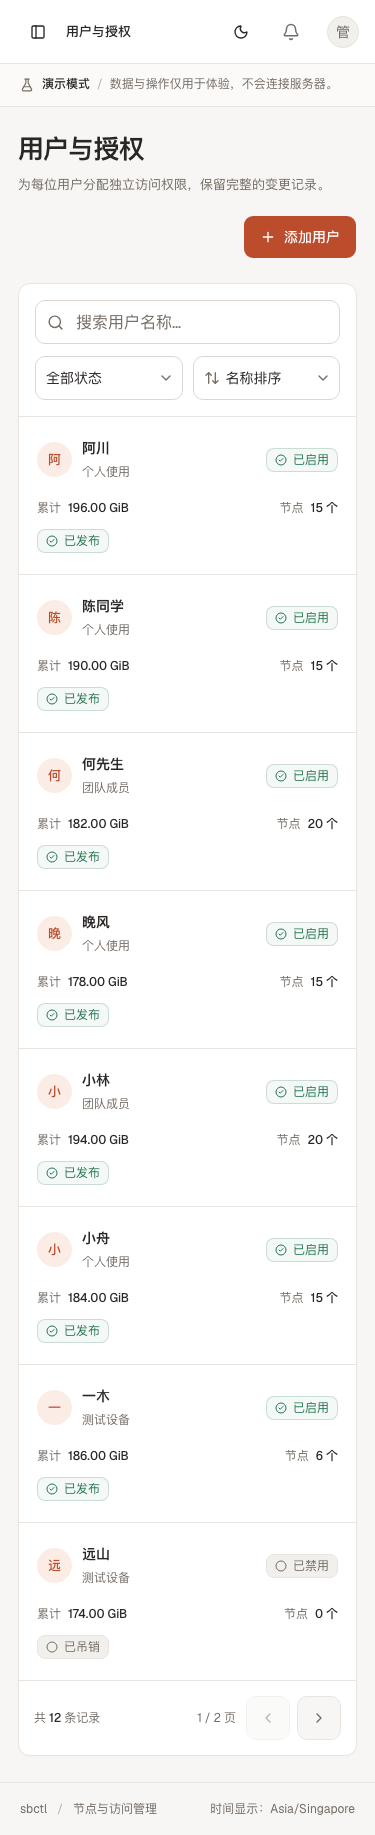 用户与授权
管
演示模式 / 数据与操作仅用于体验，不会连接服务器。
用户与授权
为每位用户分配独立访问权限，保留完整的变更记录。
添加用户
搜索用户名称...
全部状态 名称排序
阿 阿川 已启用
个人使用
累计 196.00 GiB 节点 15 个
已发布
陈 陈同学 已启用
个人使用
累计 190.00 GiB 节点 15 个
已发布
何 何先生 已启用
团队成员
累计 182.00 GiB 节点 20 个
已发布
晚 晚风 已启用
个人使用
累计 178.00 GiB 节点 15 个
已发布
小 小林 已启用
团队成员
累计 194.00 GiB 节点 20 个
已发布
小 小舟 已启用
个人使用
累计 184.00 GiB 节点 15 个
已发布
一 一木 已启用
测试设备
累计 186.00 GiB 节点 6 个
已发布
远 远山 已禁用
测试设备
累计 174.00 GiB 节点 0 个
已吊销
共 12 条记录 1 / 2 页
sbctl / 节点与访问管理 时间显示：Asia/Singapore